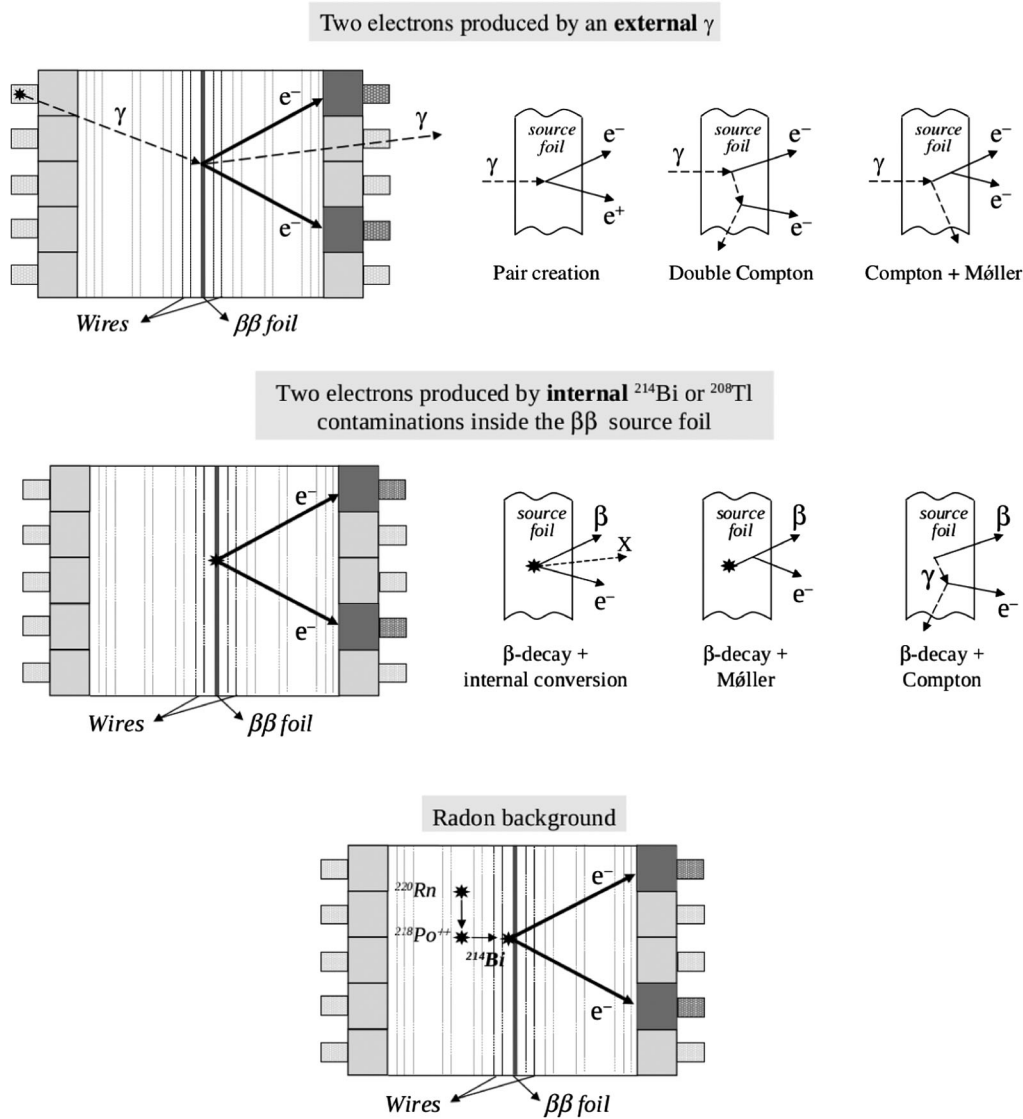 Two electrons produced by an external γ
γ
e⁻
e⁻
γ
Wires
ββ foil
source
foil
γ
e⁻
e⁺
Pair creation
source
foil
γ
e⁻
e⁻
Double Compton
source
foil
γ
e⁻
e⁻
Compton + Møller
Two electrons produced by internal ²¹⁴Bi or ²⁰⁸Tl
contaminations inside the ββ source foil
e⁻
e⁻
Wires
ββ foil
source
foil
β
X
e⁻
β-decay +
internal conversion
source
foil
β
e⁻
β-decay +
Møller
source
foil
β
γ
e⁻
β-decay +
Compton
Radon background
²²⁰Rn
²¹⁸Po⁺⁺
²¹⁴Bi
e⁻
e⁻
Wires
ββ foil